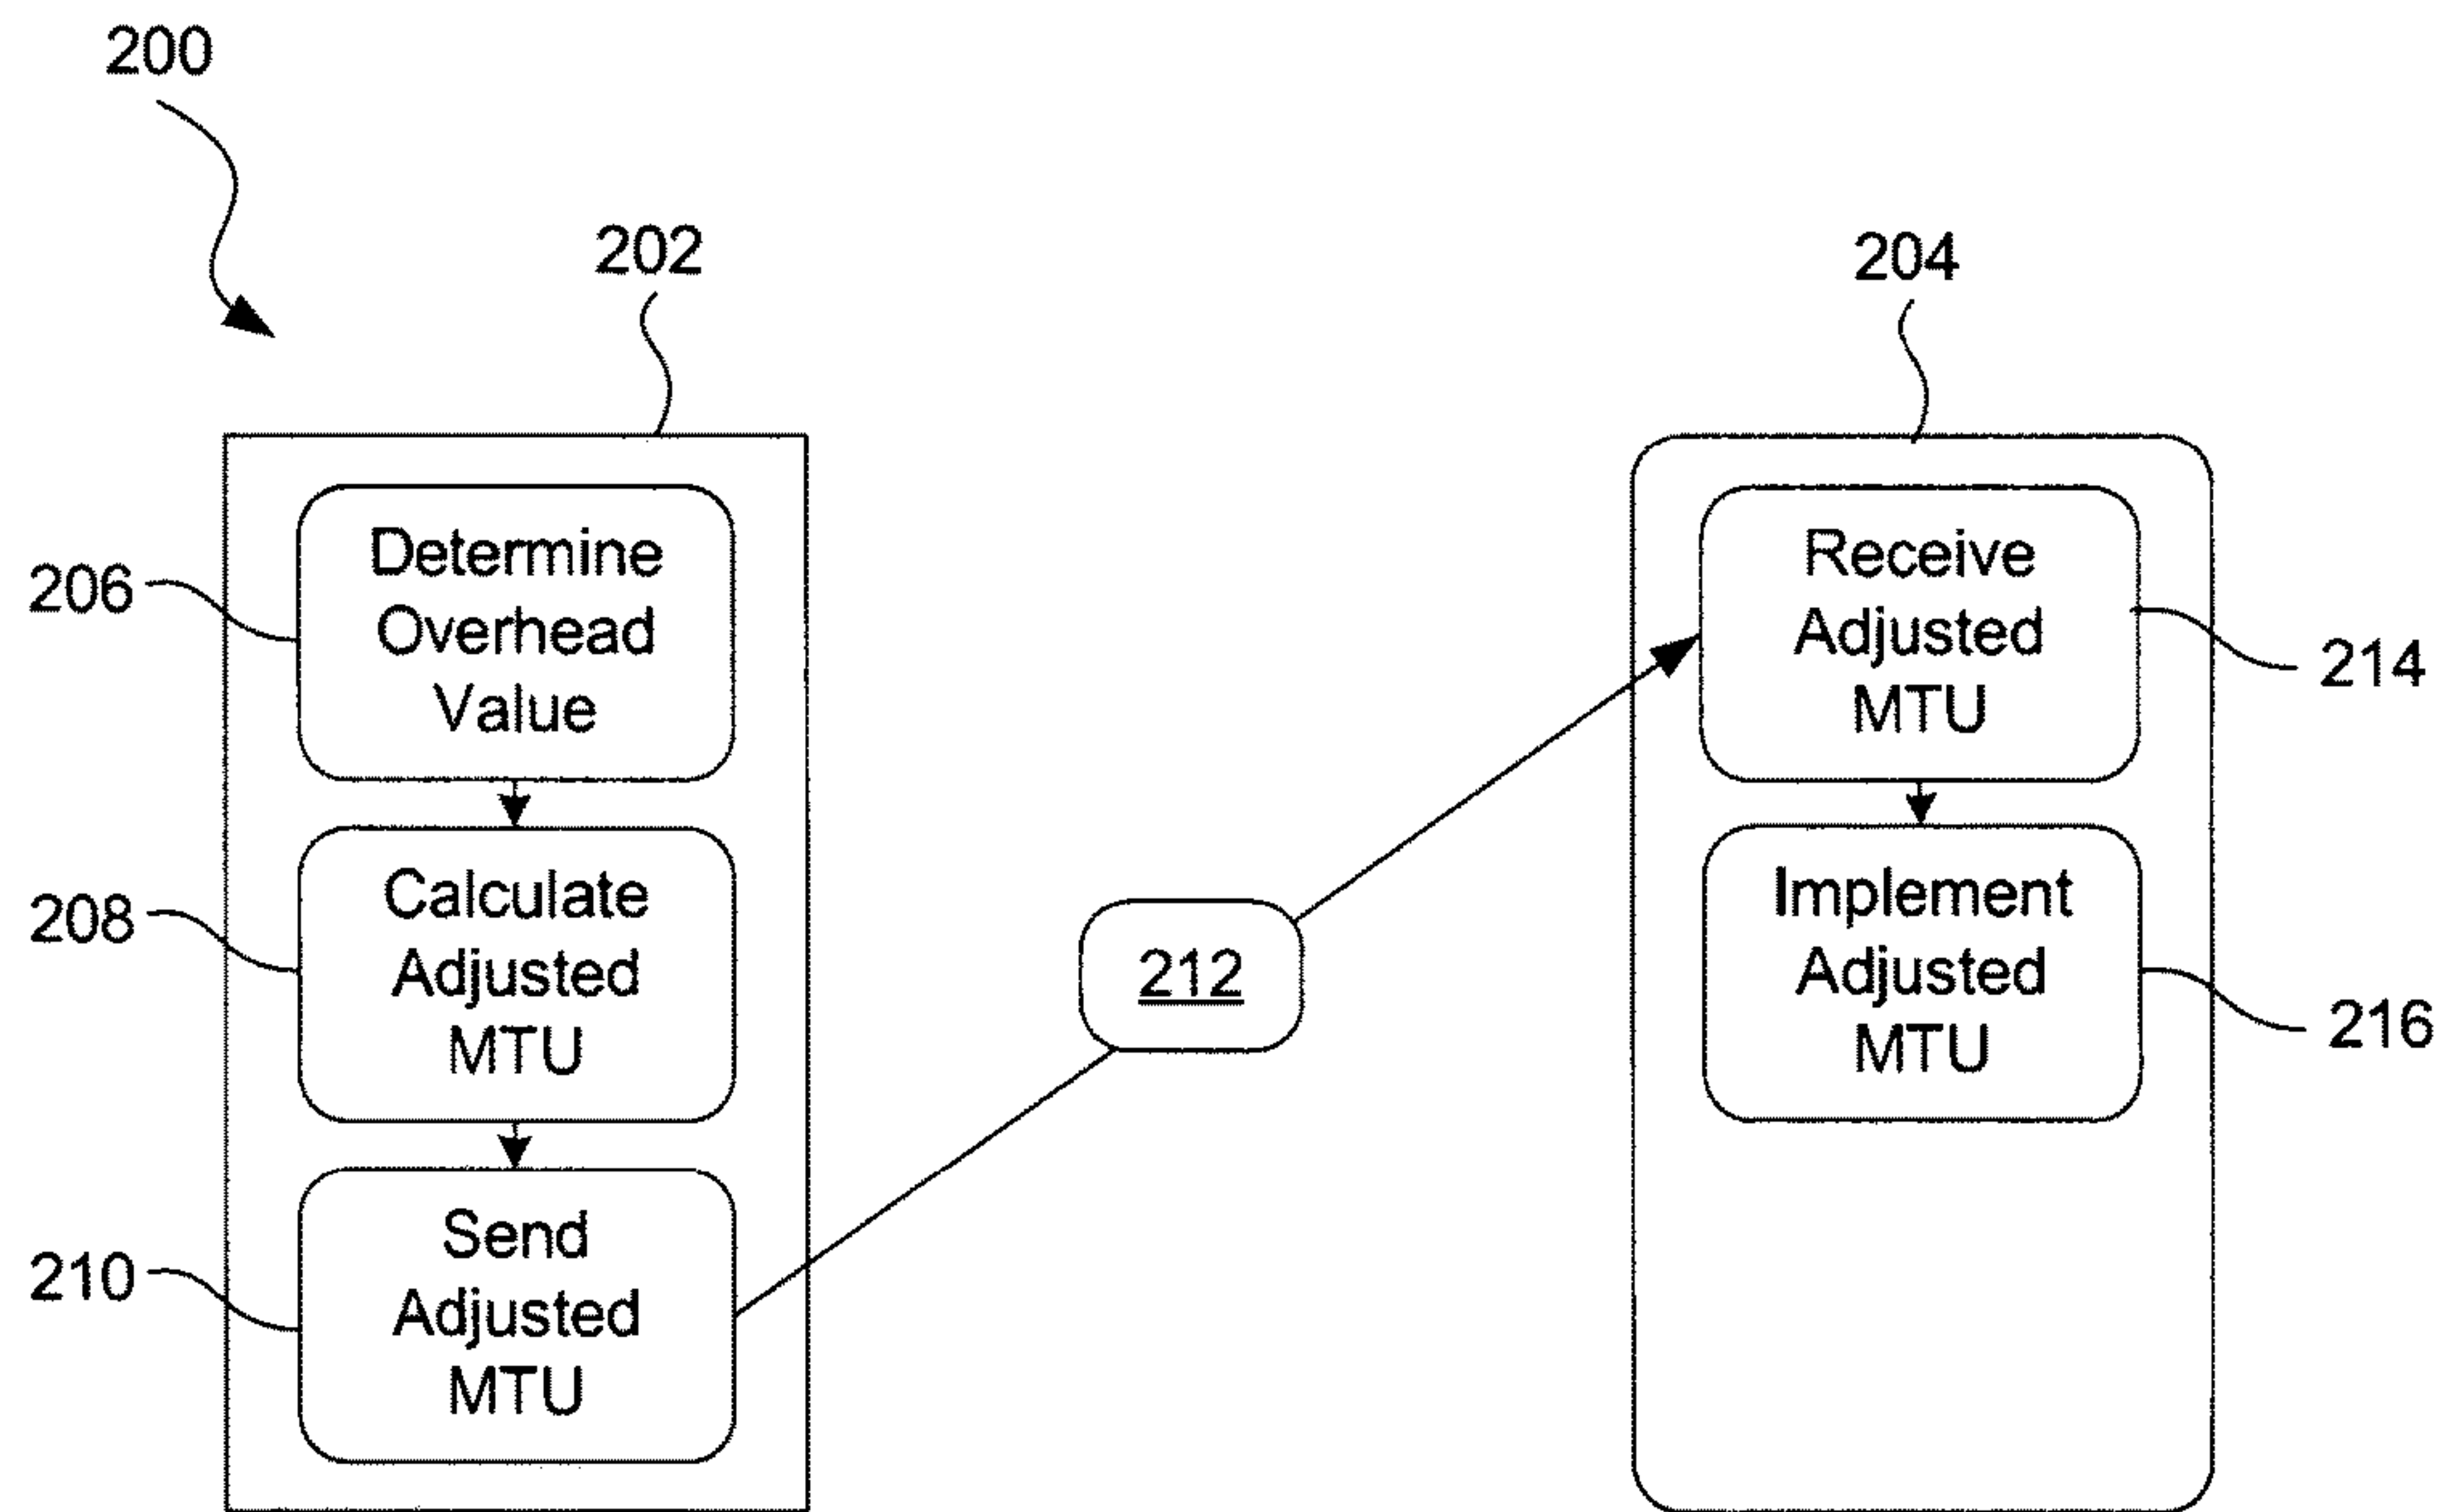 200
202
204
206
Determine
Overhead
Value
208
Calculate
Adjusted
MTU
210
Send
Adjusted
MTU
212
Receive
Adjusted
MTU
214
Implement
Adjusted
MTU
216